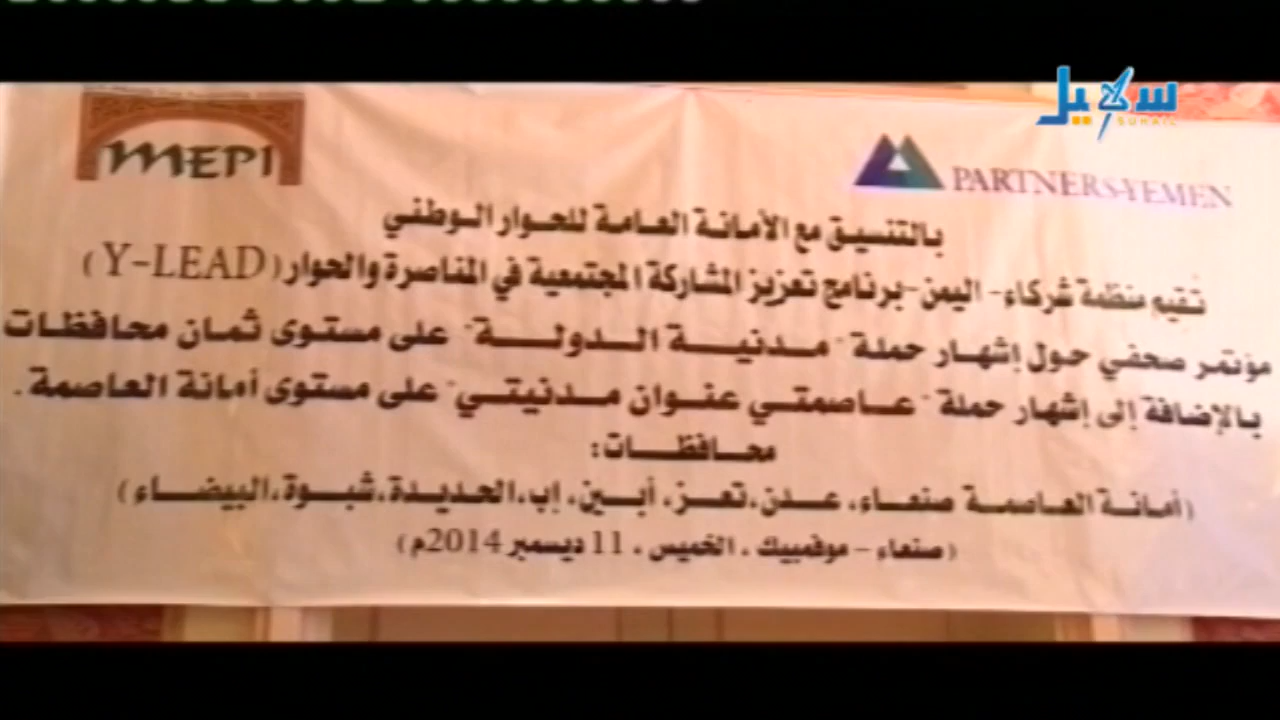 سهيل
SUHAIL
MEPI
PARTNERS-YEMEN
بالتنسيق مع الأمانة العامة للحوار الوطني
تقيم منظمة شركاء- اليمن -برنامج تعزيز المشاركة المجتمعية في المناصرة والحوار (Y-LEAD)
مؤتمر صحفي حول إشهار حملة "مدنية الدولة" على مستوى ثمان محافظات
بالإضافة إلى إشهار حملة "عاصمتي عنوان مدنيتي" على مستوى أمانة العاصمة.
محافظات:
(أمانة العاصمة صنعاء، عدن،تعز، أبين، إب،الحديدة،شبوة،البيضاء)
(صنعاء - موفمبيك ، الخميس ، 11 ديسمبر 2014م)